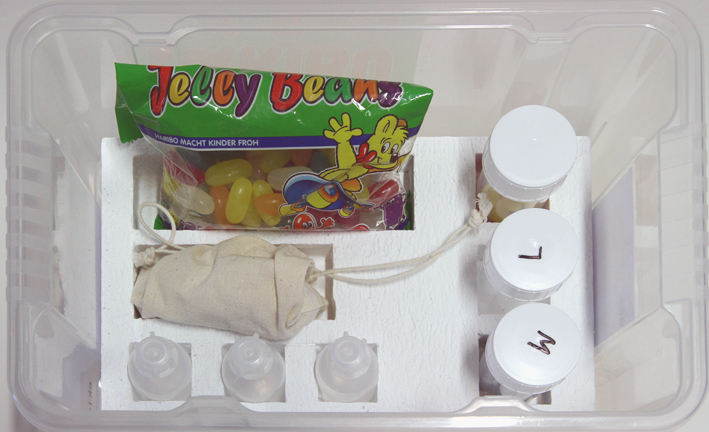 Jelly Beans
HARIBO MACHT KINDER FROH
L
M